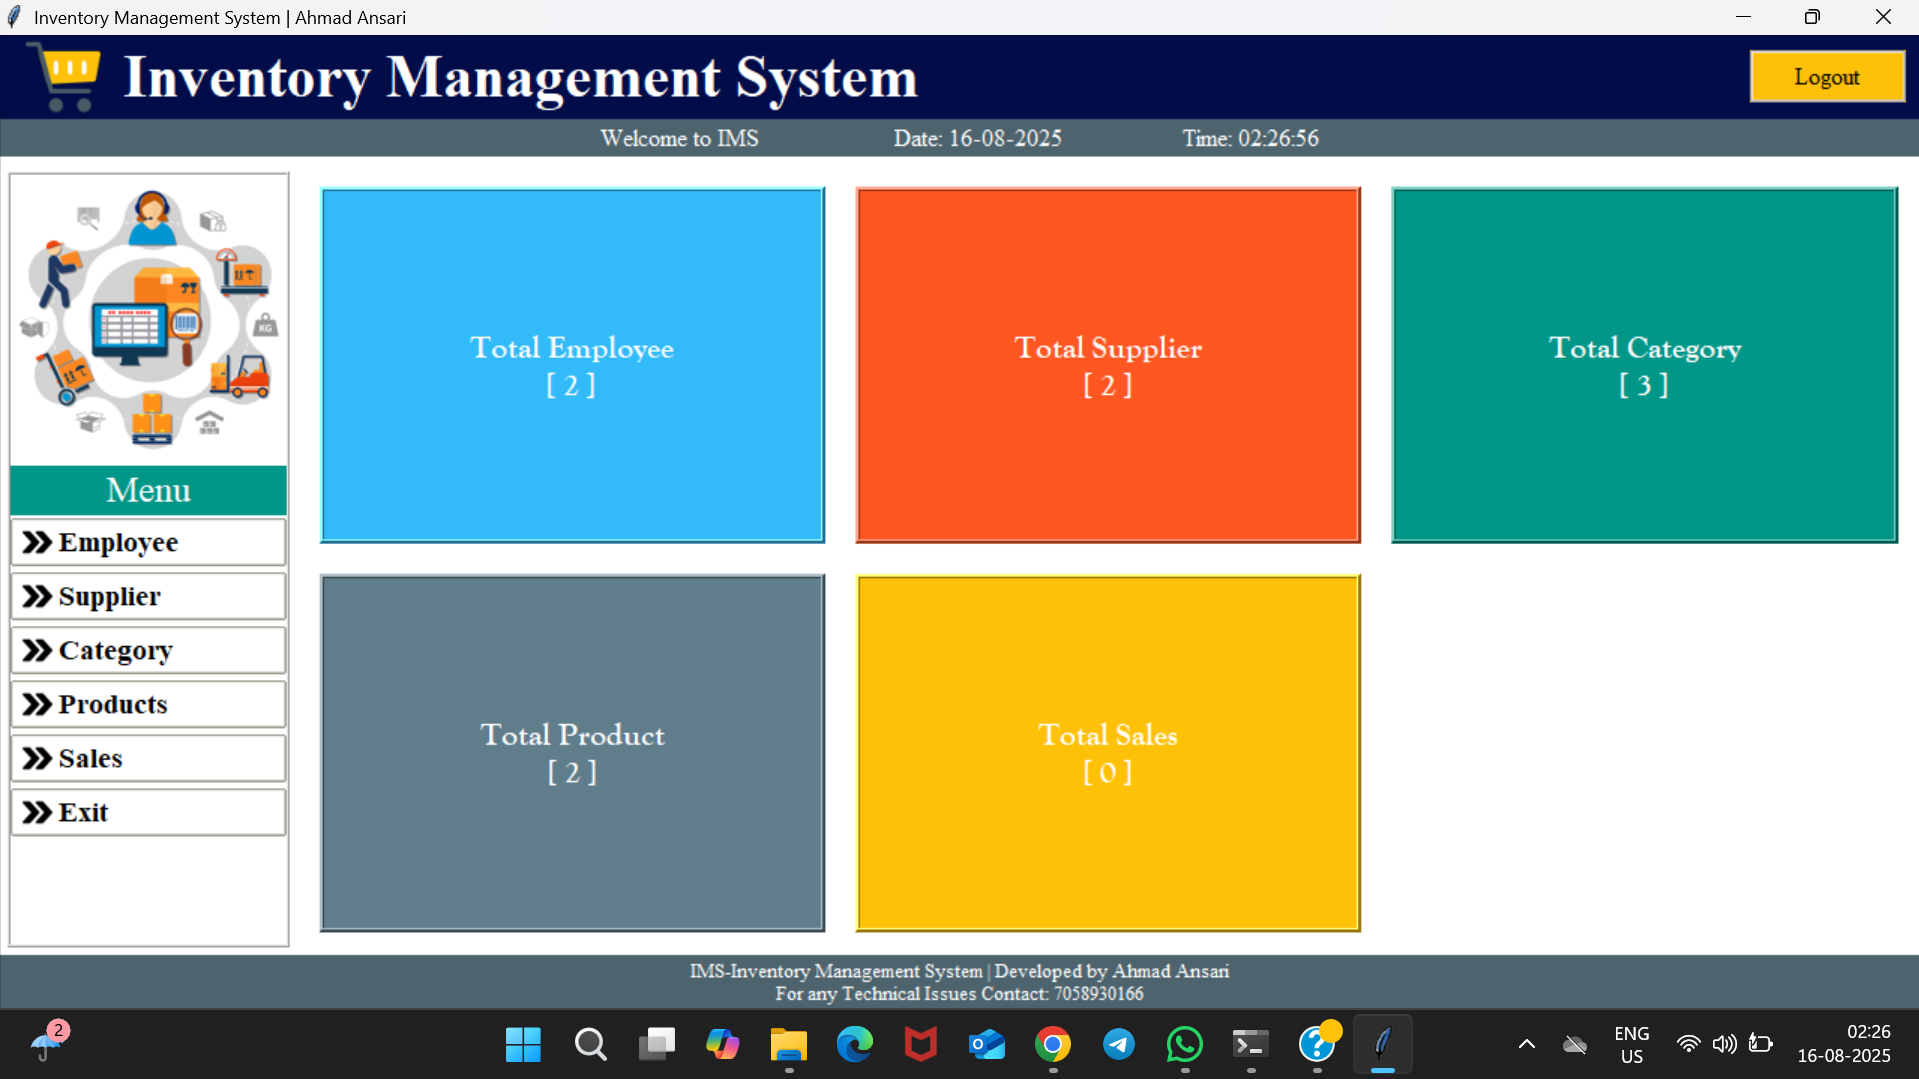 Inventory Management System | Ahmad Ansari
Inventory Management System
Logout
Welcome to IMS
Date: 16-08-2025
Time: 02:26:56
KG
Total Employee
[ 2 ]
Total Supplier
[ 2 ]
Total Category
[ 3 ]
Menu
Employee
Supplier
Category
Products
Sales
Exit
Total Product
[ 2 ]
Total Sales
[ 0 ]
IMS-Inventory Management System | Developed by Ahmad Ansari
For any Technical Issues Contact: 7058930166
2
ENG
US
02:26
16-08-2025